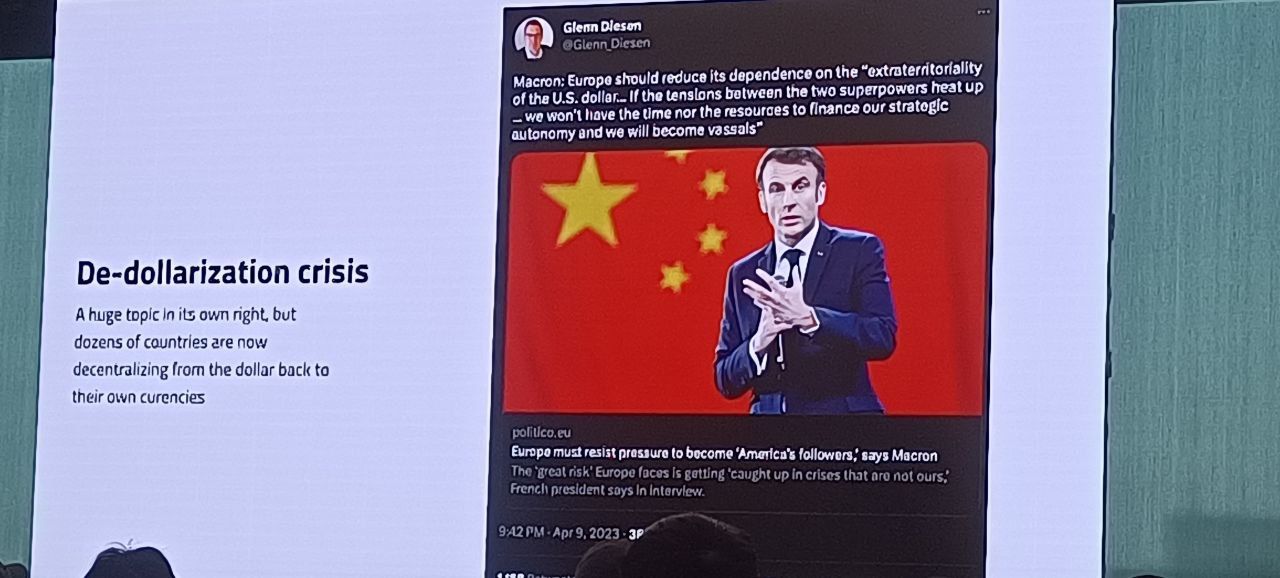 De-dollarization crisis
A huge topic in its own right, but
dozens of countries are now
decentralizing from the dollar back to
their own curencies
Glenn Diesen
@Glenn_Diesen
Macron: Europe should reduce its dependence on the "extraterritoriality
of the U.S. dollar... If the tensions between the two superpowers heat up
... we won't have the time nor the resources to finance our strategic
autonomy and we will become vassals"
politico.eu
Europe must resist pressure to become 'America's followers,' says Macron
The 'great risk' Europe faces is getting 'caught up in crises that are not ours,'
French president says in interview.
9:42 PM · Apr 9, 2023 ·